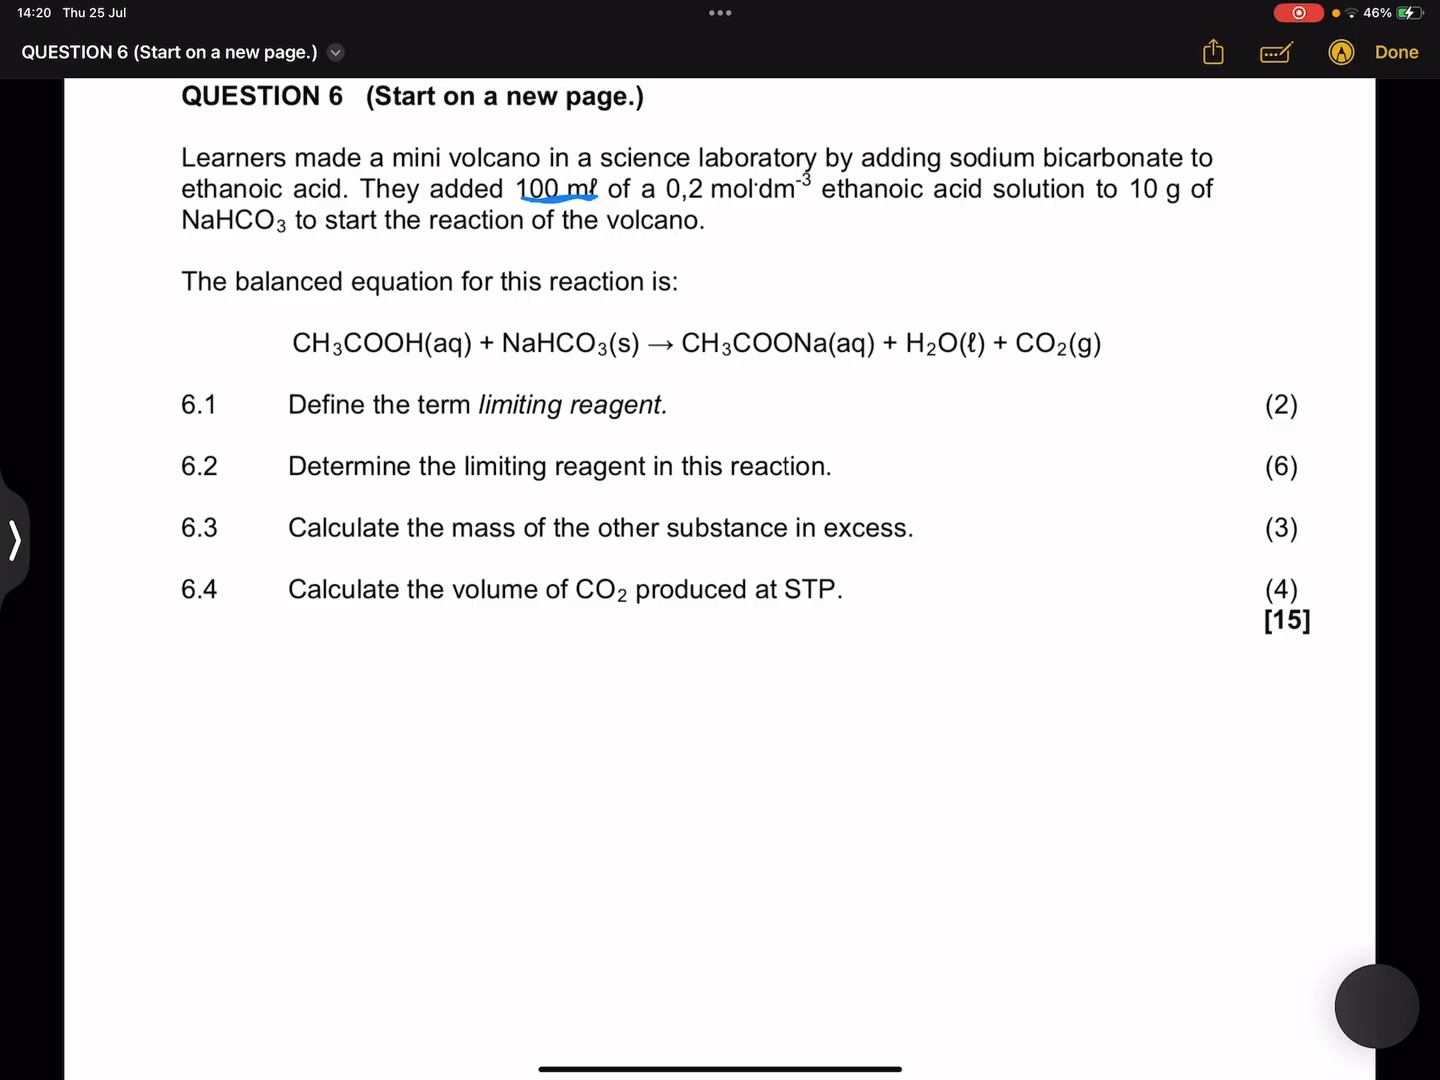 14:20 Thu 25 Jul
46%
QUESTION 6 (Start on a new page.)
Done
QUESTION 6 (Start on a new page.)
Learners made a mini volcano in a science laboratory by adding sodium bicarbonate to
ethanoic acid. They added 100 mℓ of a 0,2 mol·dm⁻³ ethanoic acid solution to 10 g of
NaHCO₃ to start the reaction of the volcano.
The balanced equation for this reaction is:
CH₃COOH(aq) + NaHCO₃(s) → CH₃COONa(aq) + H₂O(ℓ) + CO₂(g)
6.1 Define the term limiting reagent. (2)
6.2 Determine the limiting reagent in this reaction. (6)
6.3 Calculate the mass of the other substance in excess. (3)
6.4 Calculate the volume of CO₂ produced at STP. (4)
[15]